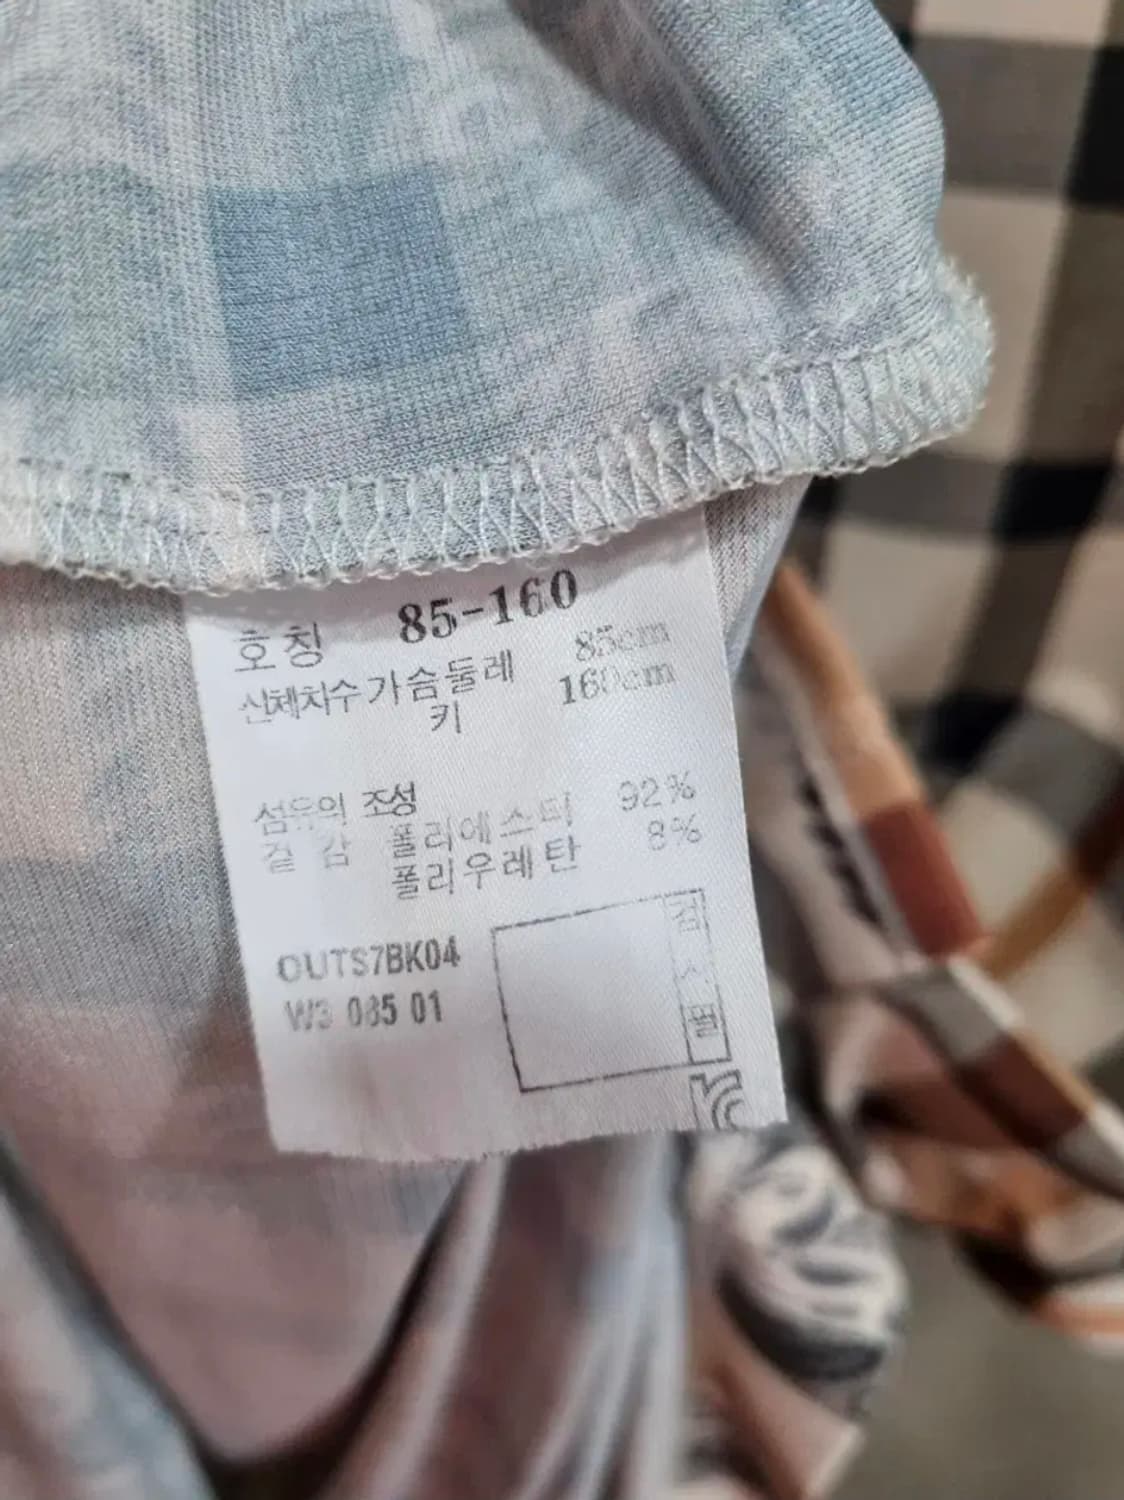 호칭 85-160
신체치수 가슴둘레 85cm
키 160cm
섬유의 조성
겉감 폴리에스터 92%
폴리우레탄 8%
OUTS7BK04
W3 085 01
검
필